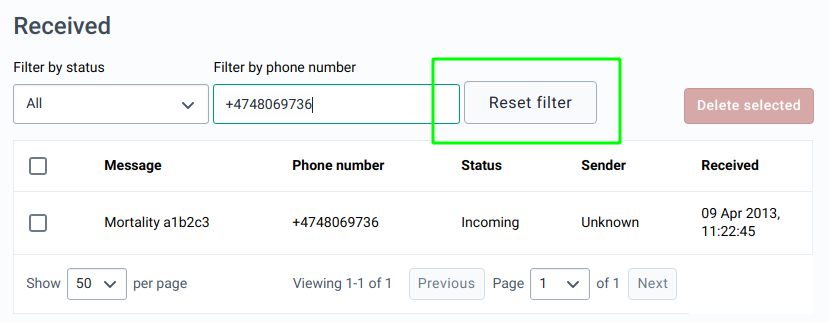 Received
Filter by status Filter by phone number
All +4748069736 Reset filter Delete selected
Message Phone number Status Sender Received
Mortality a1b2c3 +4748069736 Incoming Unknown 09 Apr 2013,
11:22:45
Show 50 per page Viewing 1-1 of 1 Previous Page 1 of 1 Next